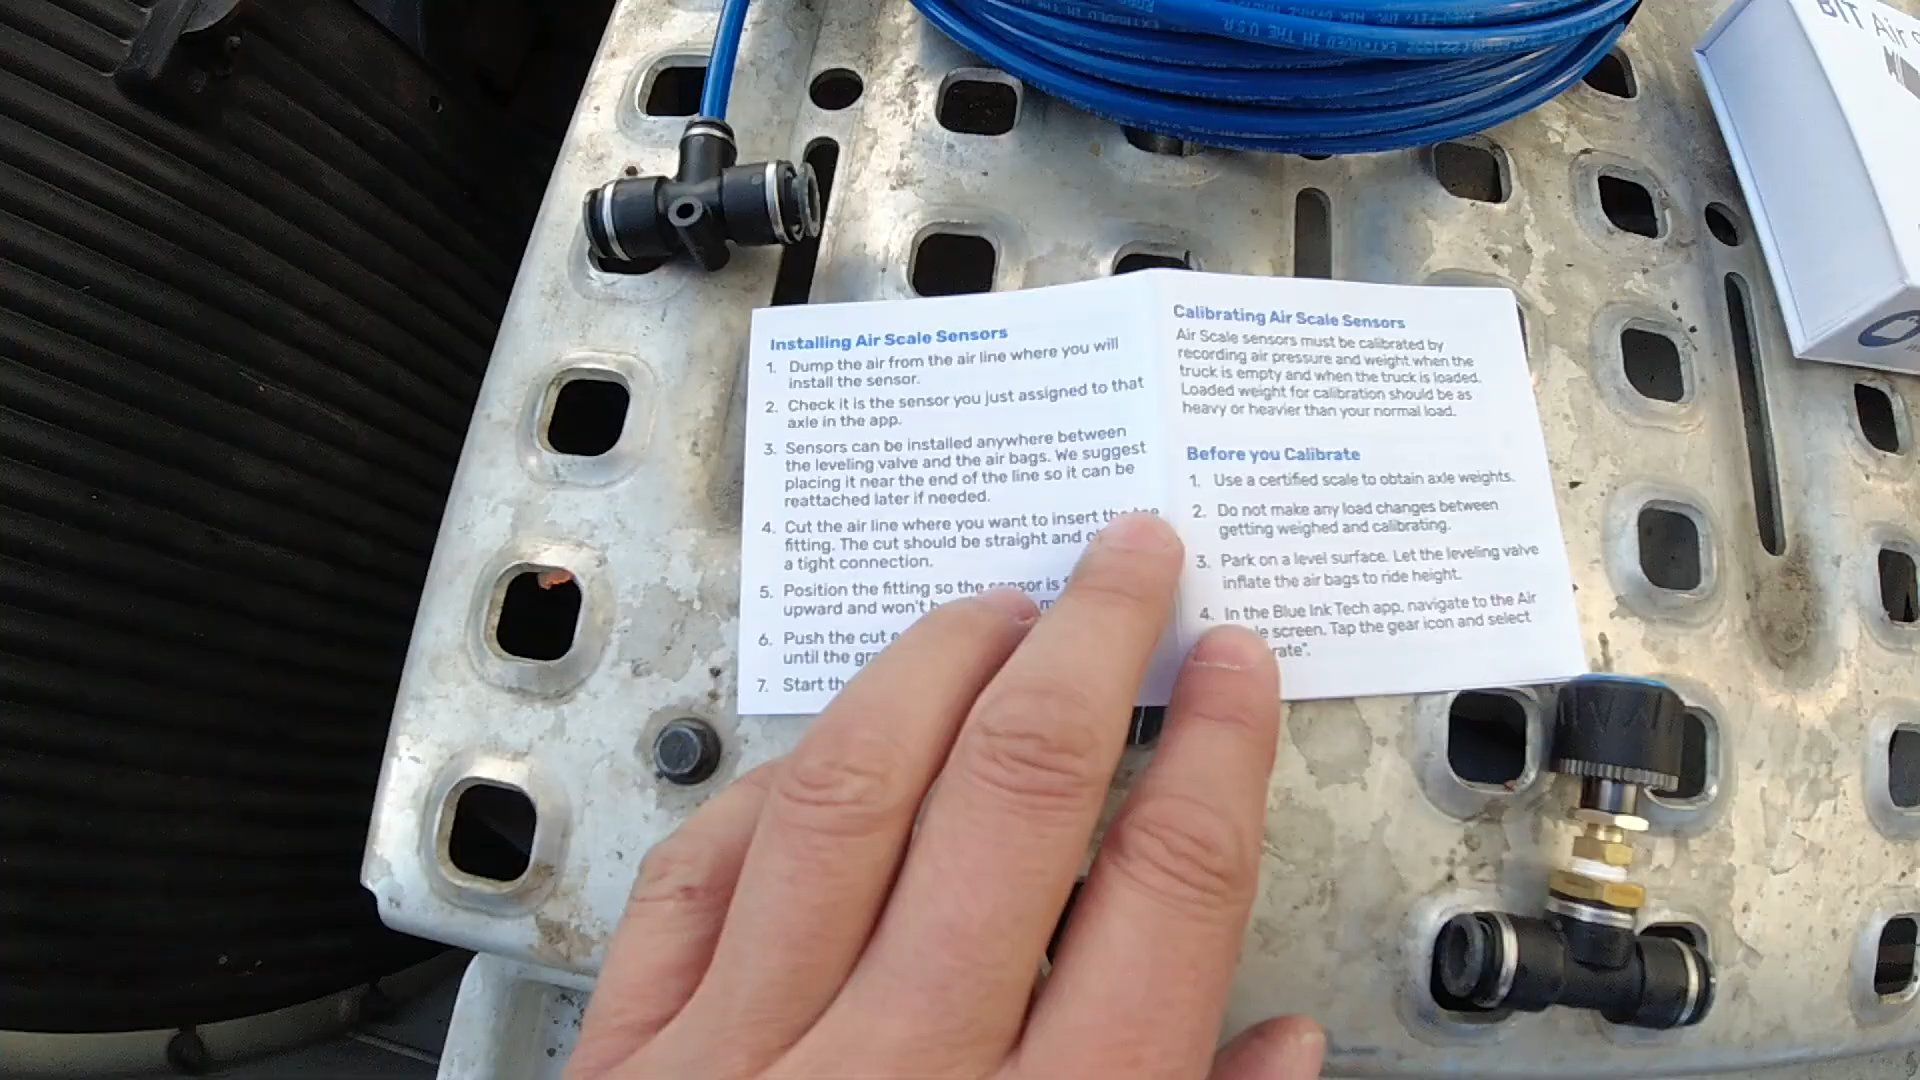 EXTRUDED IN THE U.S.A.
BIT Air
Installing Air Scale Sensors
1. Dump the air from the air line where you will
install the sensor.
2. Check it is the sensor you just assigned to that
axle in the app.
3. Sensors can be installed anywhere between
the leveling valve and the air bags. We suggest
placing it near the end of the line so it can be
reattached later if needed.
4. Cut the air line where you want to insert the
fitting. The cut should be straight and
a tight connection.
5. Position the fitting so the sensor is
upward and won't
6. Push the cut
until the
7. Start
Calibrating Air Scale Sensors
Air Scale sensors must be calibrated by
recording air pressure and weight when the
truck is empty and when the truck is loaded.
Loaded weight for calibration should be as
heavy or heavier than your normal load.
Before you Calibrate
1. Use a certified scale to obtain axle weights.
2. Do not make any load changes between
getting weighed and calibrating.
3. Park on a level surface. Let the leveling valve
inflate the air bags to ride height.
4. In the Blue Ink Tech app, navigate to the Air
screen. Tap the gear icon and select